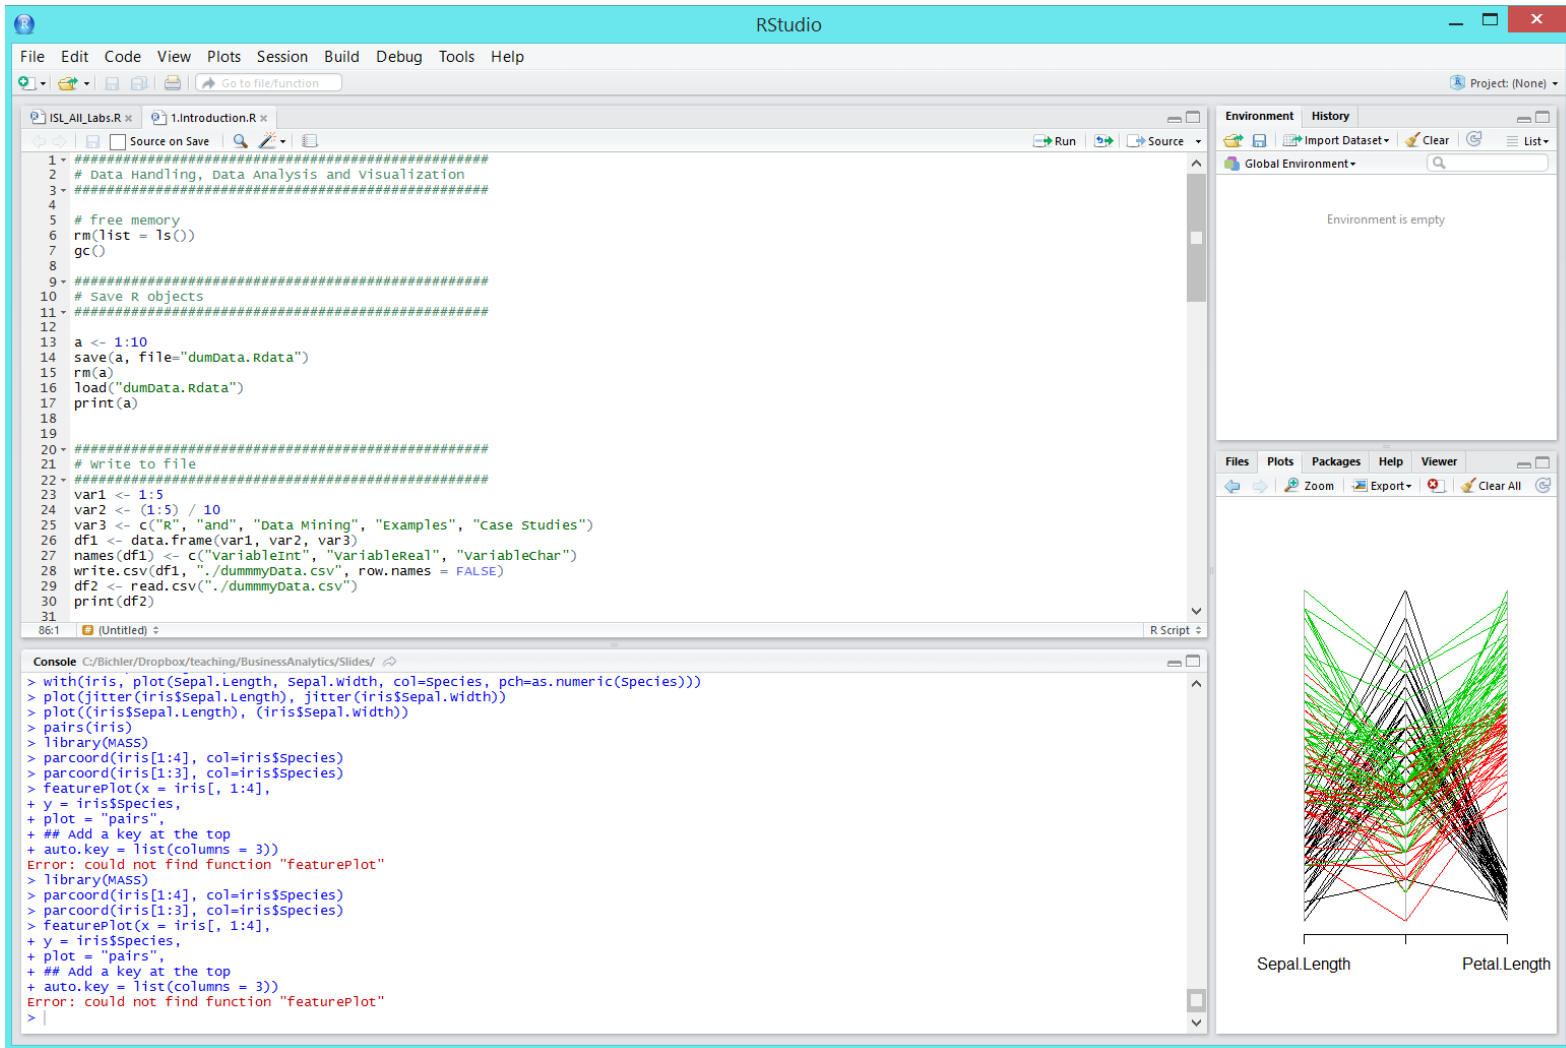 RStudio
File Edit Code View Plots Session Build Debug Tools Help
Go to file/function
Project: (None)
ISL_All_Labs.R
1.Introduction.R
Source on Save
Run
Source
1 ###################################################
2 # Data Handling, Data Analysis and Visualization
3 ###################################################
4
5 # free memory
6 rm(list = ls())
7 gc()
8
9 ###################################################
10 # Save R objects
11 ###################################################
12
13 a <- 1:10
14 save(a, file="dumData.Rdata")
15 rm(a)
16 load("dumData.Rdata")
17 print(a)
18
19
20 ###################################################
21 # Write to file
22 ###################################################
23 var1 <- 1:5
24 var2 <- (1:5) / 10
25 var3 <- c("R", "and", "Data Mining", "Examples", "Case Studies")
26 df1 <- data.frame(var1, var2, var3)
27 names(df1) <- c("VariableInt", "VariableReal", "VariableChar")
28 write.csv(df1, "./dummmyData.csv", row.names = FALSE)
29 df2 <- read.csv("./dummmyData.csv")
30 print(df2)
31
86:1 (Untitled) R Script
Console C:/Bichler/Dropbox/teaching/BusinessAnalytics/Slides/
> with(iris, plot(Sepal.Length, Sepal.Width, col=Species, pch=as.numeric(Species)))
> plot(jitter(iris$Sepal.Length), jitter(iris$Sepal.Width))
> plot((iris$Sepal.Length), (iris$Sepal.Width))
> pairs(iris)
> library(MASS)
> parcoord(iris[1:4], col=iris$Species)
> parcoord(iris[1:3], col=iris$Species)
> featurePlot(x = iris[, 1:4],
+ y = iris$Species,
+ plot = "pairs",
+ ## Add a key at the top
+ auto.key = list(columns = 3))
Error: could not find function "featurePlot"
> library(MASS)
> parcoord(iris[1:4], col=iris$Species)
> parcoord(iris[1:3], col=iris$Species)
> featurePlot(x = iris[, 1:4],
+ y = iris$Species,
+ plot = "pairs",
+ ## Add a key at the top
+ auto.key = list(columns = 3))
Error: could not find function "featurePlot"
>
Environment History
Import Dataset Clear List
Global Environment
Environment is empty
Files Plots Packages Help Viewer
Zoom Export Clear All
Sepal.Length Petal.Length